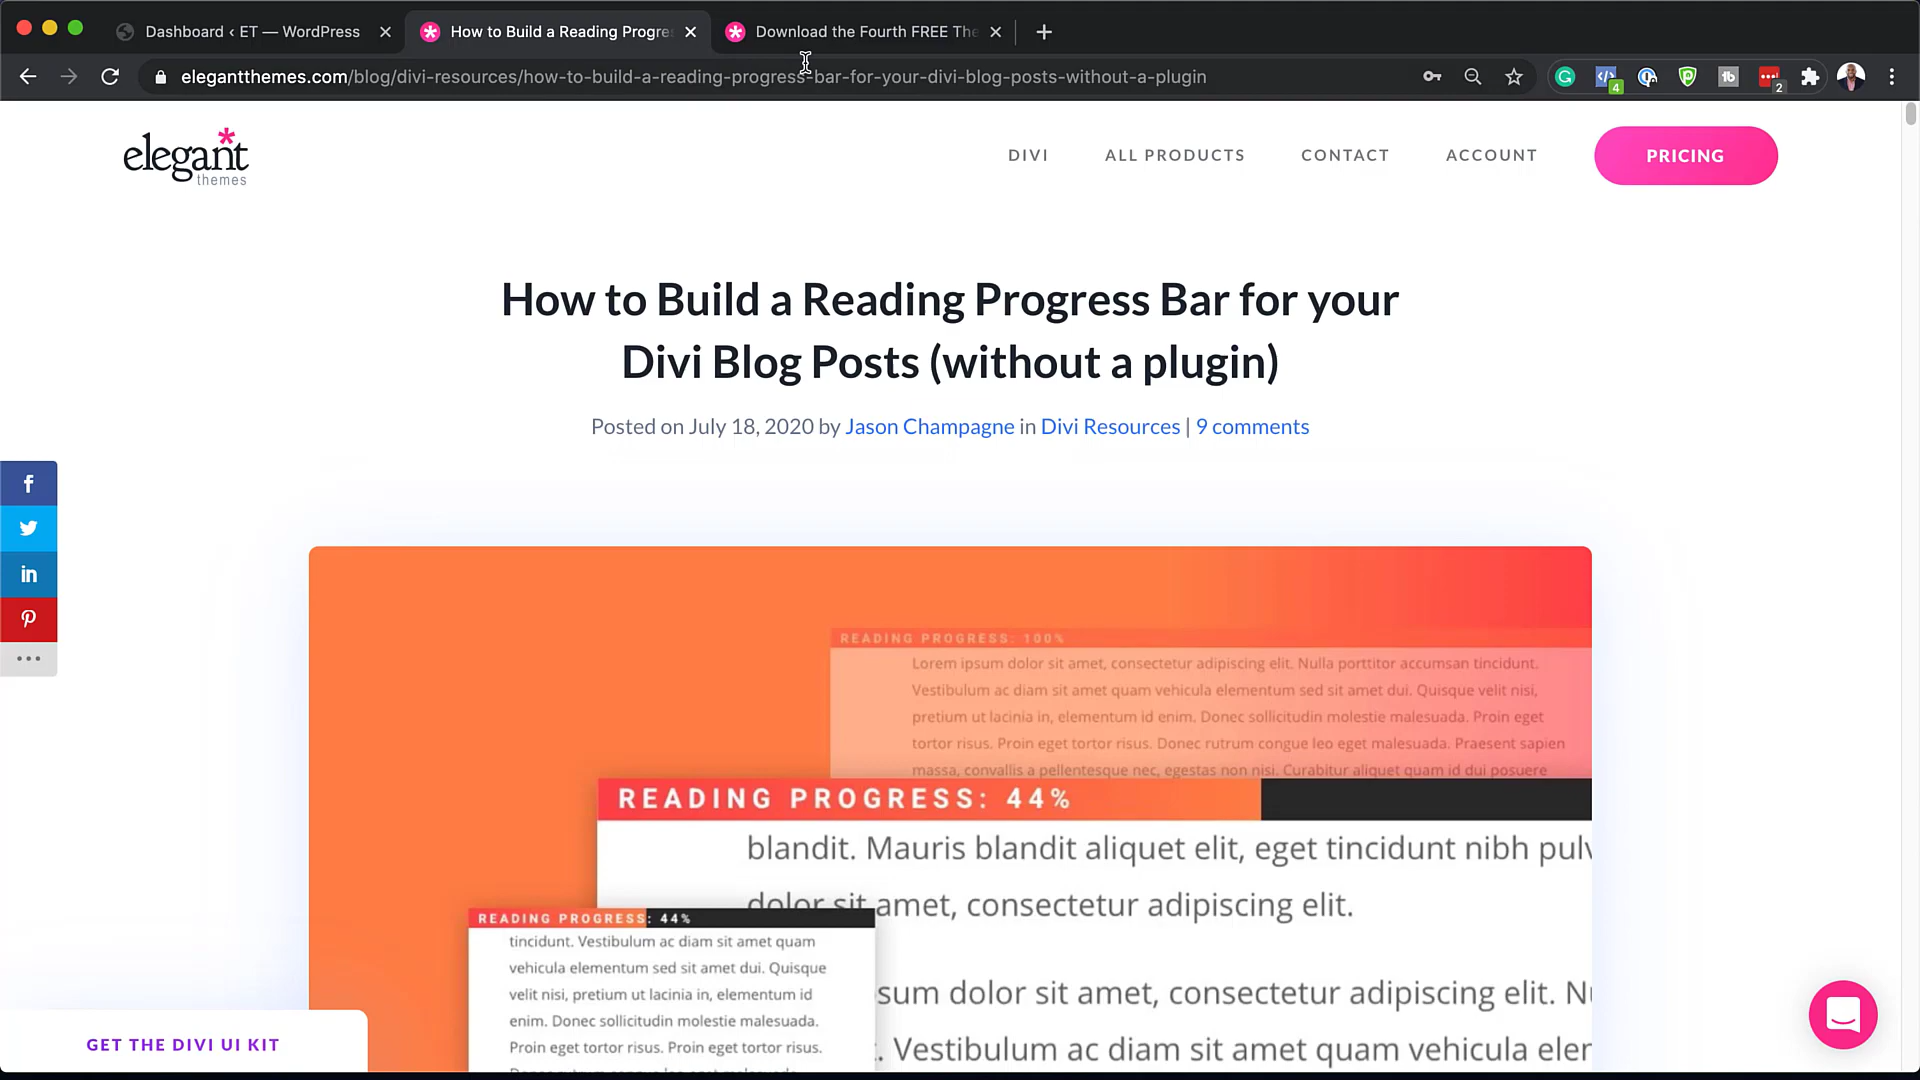 Dashboard ‹ ET — WordPress
How to Build a Reading Progre
Download the Fourth FREE The
elegantthemes.com/blog/divi-resources/how-to-build-a-reading-progress-bar-for-your-divi-blog-posts-without-a-plugin
4
2
elegant
themes
DIVI
ALL PRODUCTS
CONTACT
ACCOUNT
PRICING
How to Build a Reading Progress Bar for your
Divi Blog Posts (without a plugin)
Posted on July 18, 2020 by Jason Champagne in Divi Resources | 9 comments
READING PROGRESS: 100%
Lorem ipsum dolor sit amet, consectetur adipiscing elit. Nulla porttitor accumsan tincidunt.
Vestibulum ac diam sit amet quam vehicula elementum sed sit amet dui. Quisque velit nisi,
pretium ut lacinia in, elementum id enim. Donec sollicitudin molestie malesuada. Proin eget
tortor risus. Proin eget tortor risus. Donec rutrum congue leo eget malesuada. Praesent sapien
massa, convallis a pellentesque nec, egestas non nisi. Curabitur aliquet quam id dui posuere
READING PROGRESS: 44%
blandit. Mauris blandit aliquet elit, eget tincidunt nibh pulv
dolor sit amet, consectetur adipiscing elit.
READING PROGRESS: 44%
tincidunt. Vestibulum ac diam sit amet quam
vehicula elementum sed sit amet dui. Quisque
velit nisi, pretium ut lacinia in, elementum id
enim. Donec sollicitudin molestie malesuada.
Proin eget tortor risus. Proin eget tortor risus.
sum dolor sit amet, consectetur adipiscing elit. Nu
. Vestibulum ac diam sit amet quam vehicula eler
GET THE DIVI UI KIT